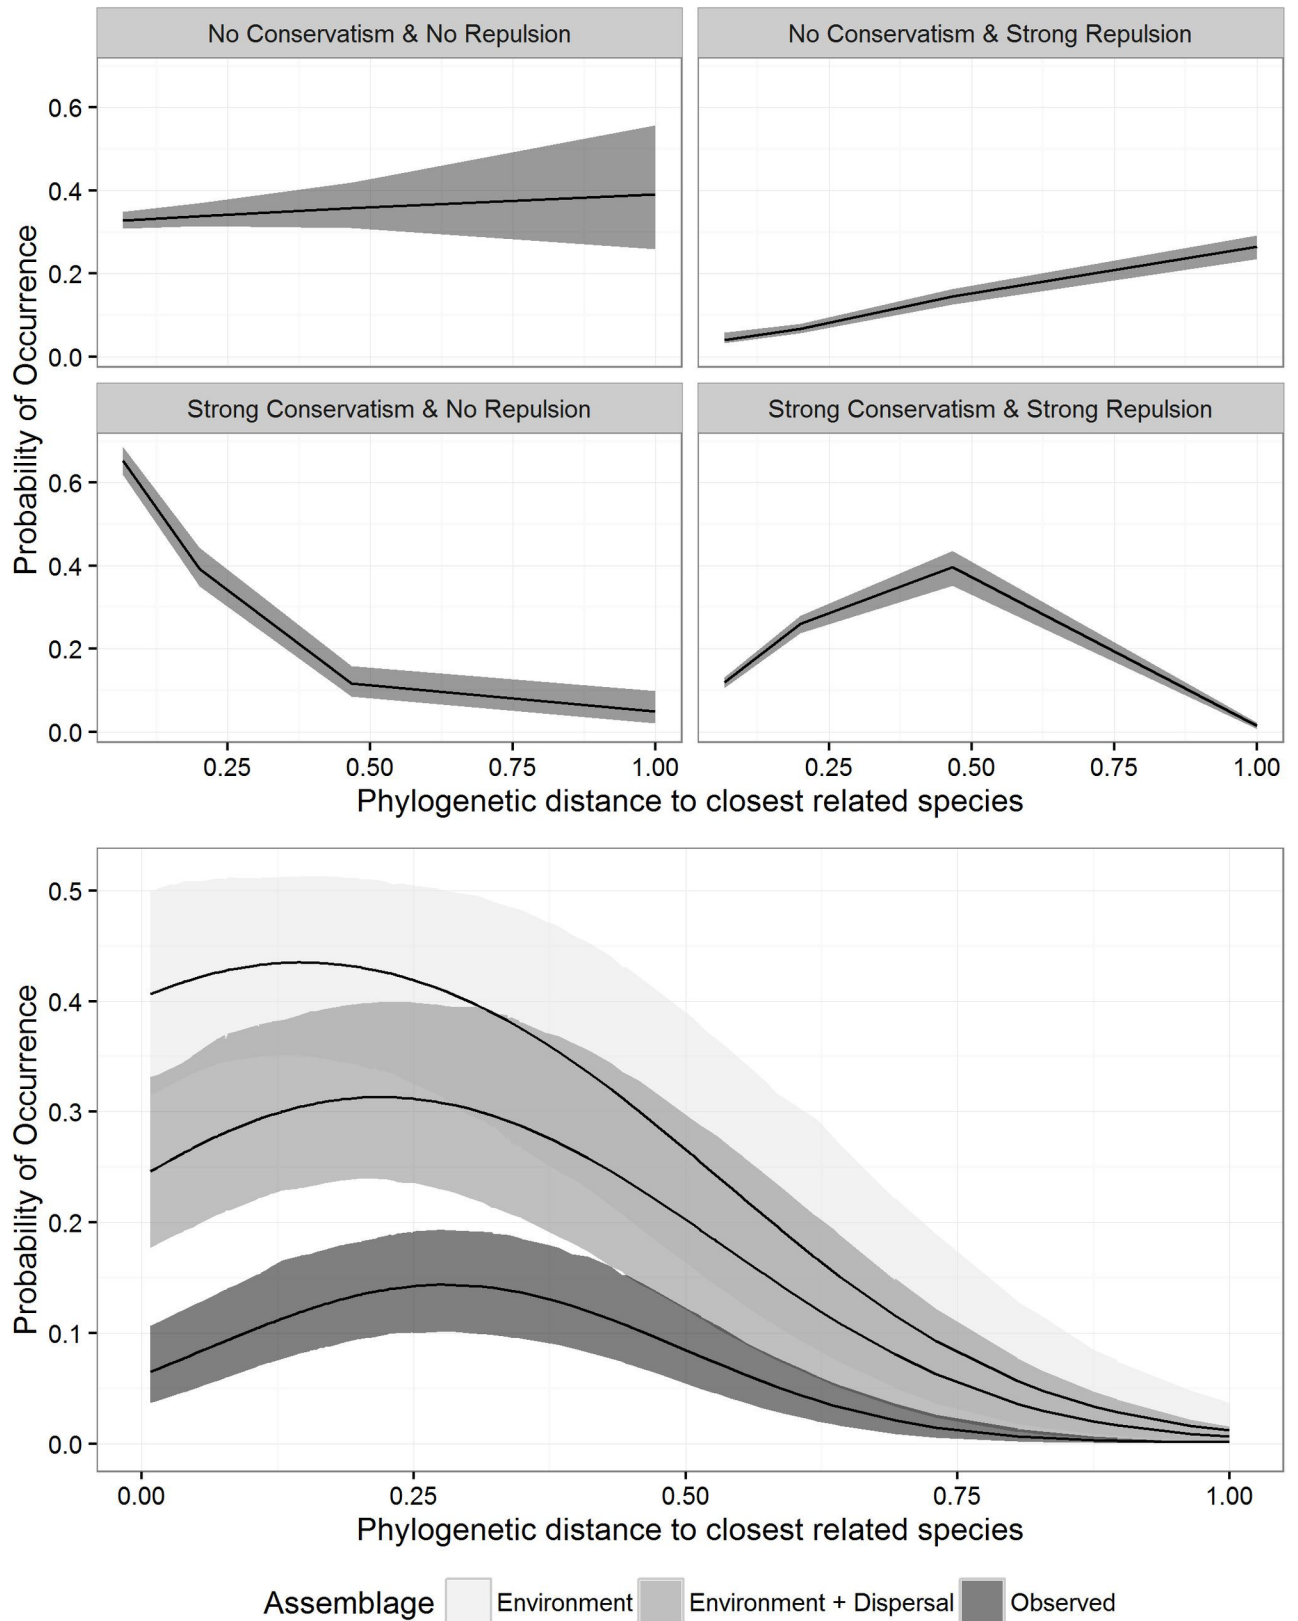 No Conservatism & No Repulsion
No Conservatism & Strong Repulsion
0.6
0.4
0.2
0.0
Strong Conservatism & No Repulsion
Strong Conservatism & Strong Repulsion
0.6
0.4
0.2
0.0
Probability of Occurrence
0.25 0.50 0.75 1.00
0.25 0.50 0.75 1.00
Phylogenetic distance to closest related species
0.5
0.4
0.3
0.2
0.1
0.0
Probability of Occurrence
0.00 0.25 0.50 0.75 1.00
Phylogenetic distance to closest related species
Assemblage Environment Environment + Dispersal Observed